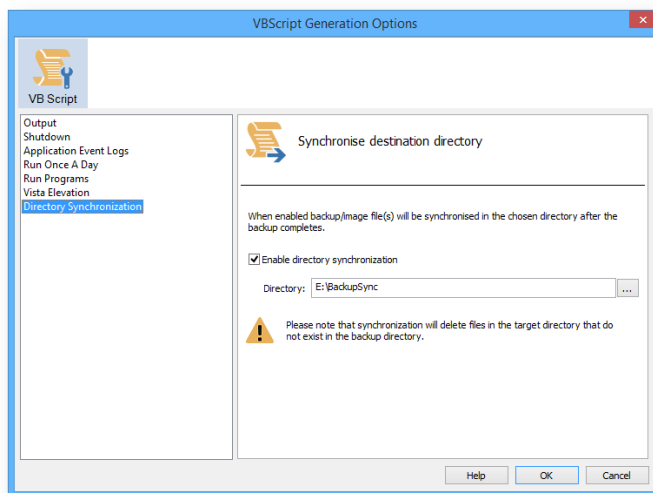 VBScript Generation Options
VB Script
Output
Shutdown
Application Event Logs
Run Once A Day
Run Programs
Vista Elevation
Directory Synchronization
Synchronise destination directory
When enabled backup/image file(s) will be synchronised in the chosen directory after the
backup completes.
Enable directory synchronization
Directory: E:\BackupSync ...
Please note that synchronization will delete files in the target directory that do
not exist in the backup directory.
Help OK Cancel